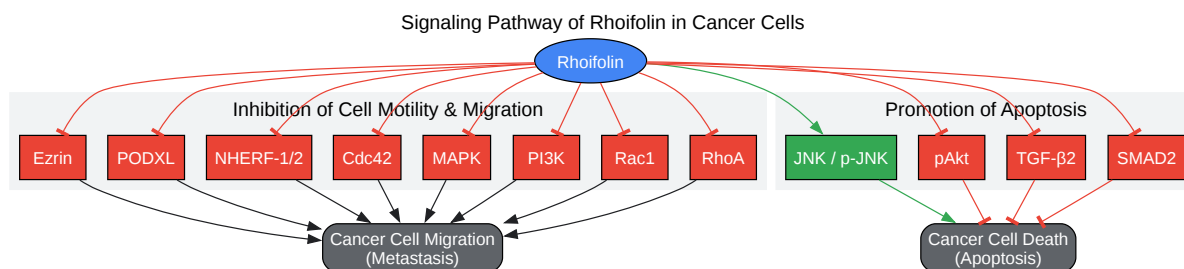 Signaling Pathway of Rhoifolin in Cancer Cells
Rhoifolin
Inhibition of Cell Motility & Migration
Promotion of Apoptosis
Ezrin
PODXL
NHERF-1/2
Cdc42
MAPK
PI3K
Rac1
RhoA
JNK / p-JNK
pAkt
TGF-β2
SMAD2
Cancer Cell Migration
(Metastasis)
Cancer Cell Death
(Apoptosis)